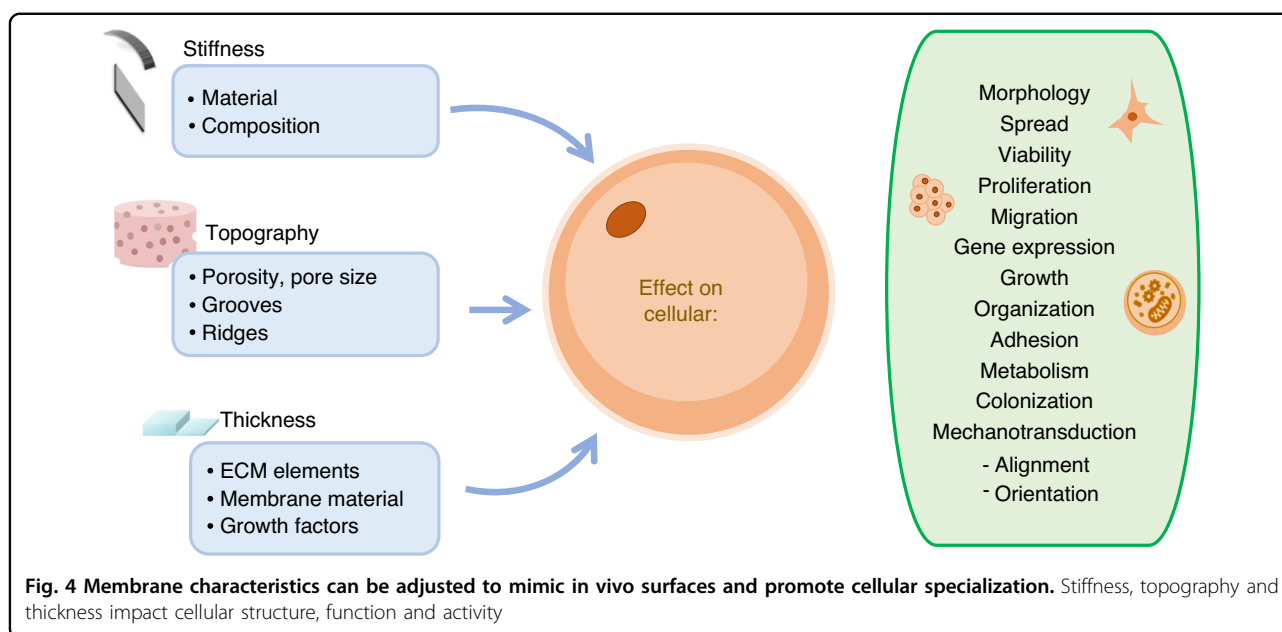 Stiffness
• Material
• Composition
Topography
• Porosity, pore size
• Grooves
• Ridges
Thickness
• ECM elements
• Membrane material
• Growth factors
Effect on
cellular:
Morphology
Spread
Viability
Proliferation
Migration
Gene expression
Growth
Organization
Adhesion
Metabolism
Colonization
Mechanotransduction
- Alignment
- Orientation
Fig. 4 Membrane characteristics can be adjusted to mimic in vivo surfaces and promote cellular specialization. Stiffness, topography and
thickness impact cellular structure, function and activity